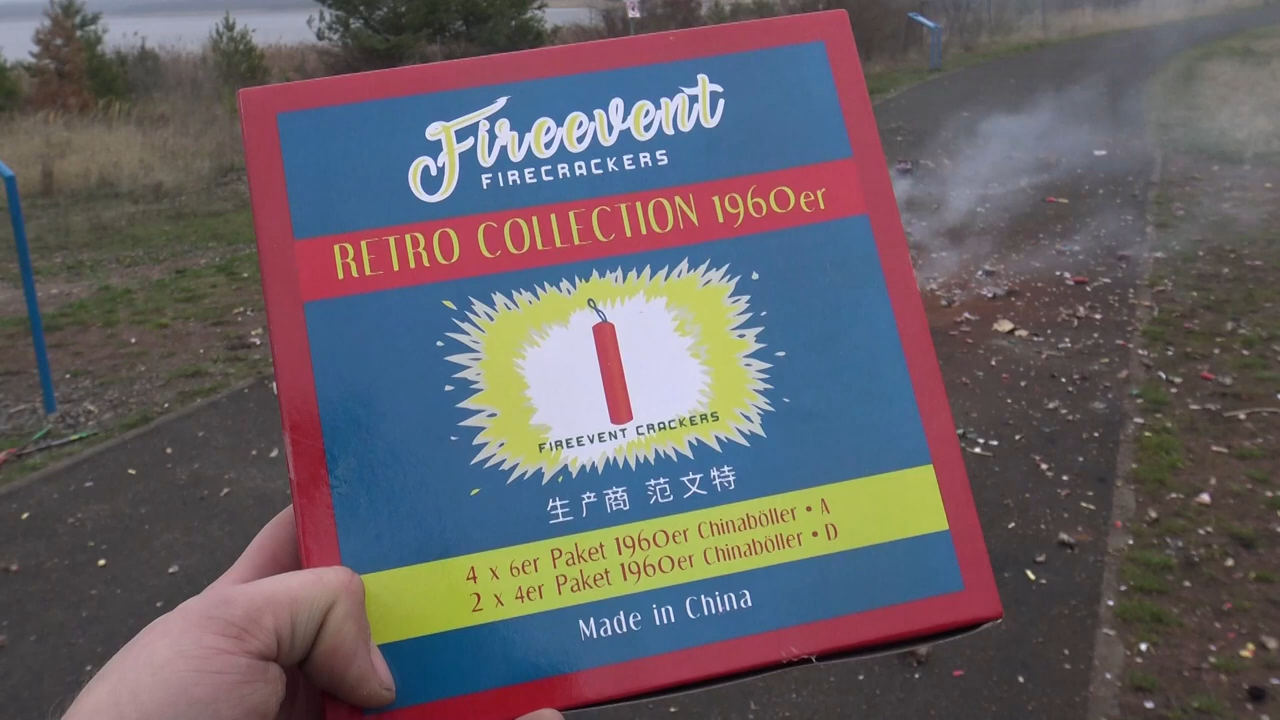 Fireevent
FIRECRACKERS
RETRO COLLECTION 1960er
FIREEVENT CRACKERS
生产商 范文特
4 x 6er Paket 1960er Chinaböller • A
2 x 4er Paket 1960er Chinaböller • D
Made in China